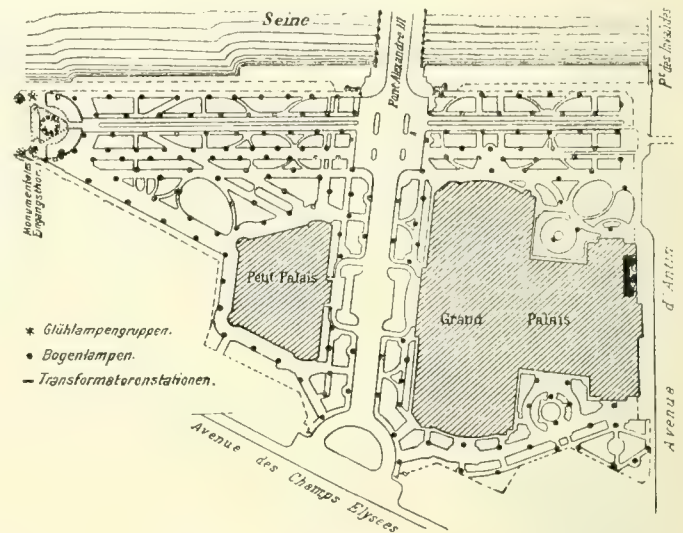 Seine
Pont Alexandre III
Pt des Invalides
Monumentales
Eingangsthor.
Petit Palais
Grand Palais
Avenue d'Antin
* Glühlampengruppen.
• Bogenlampen.
– Transformatorenstationen.
Avenue des Champs Elysées